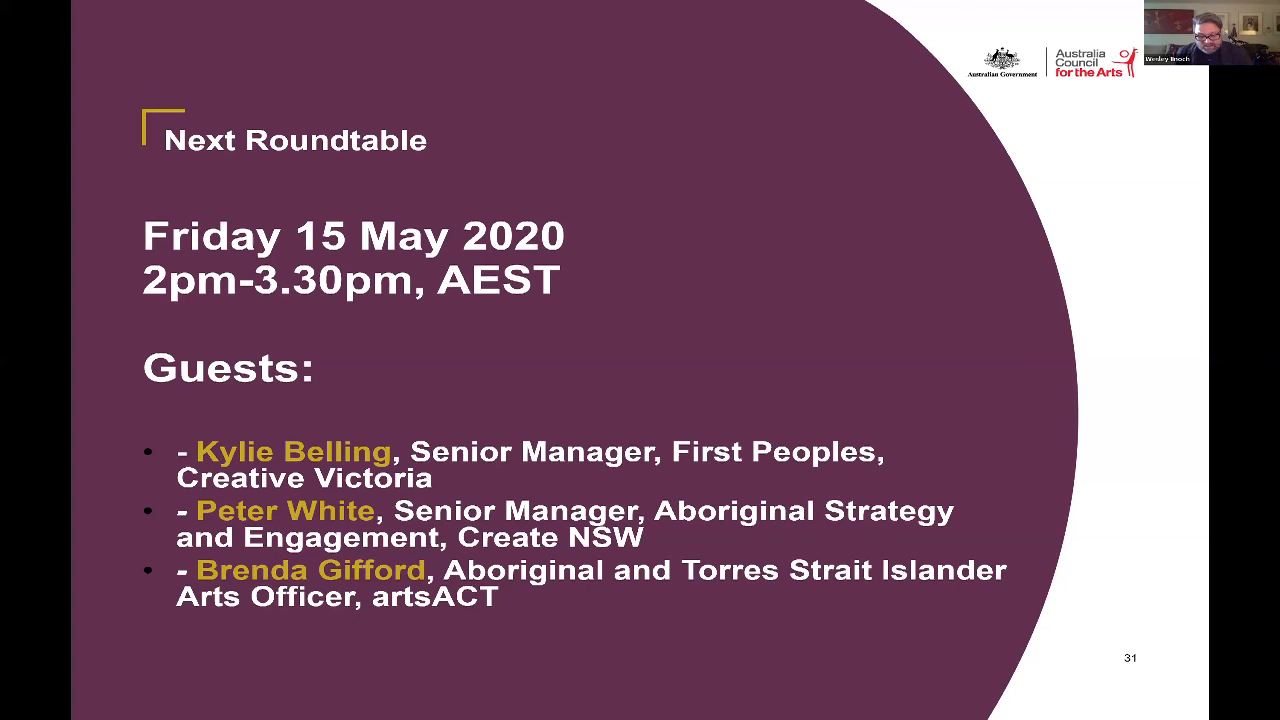 Australian Government
Australia
Council
for the Arts
Wesley Enoch
Next Roundtable
Friday 15 May 2020
2pm-3.30pm, AEST
Guests:
• - Kylie Belling, Senior Manager, First Peoples,
Creative Victoria
• - Peter White, Senior Manager, Aboriginal Strategy
and Engagement, Create NSW
• - Brenda Gifford, Aboriginal and Torres Strait Islander
Arts Officer, artsACT
31